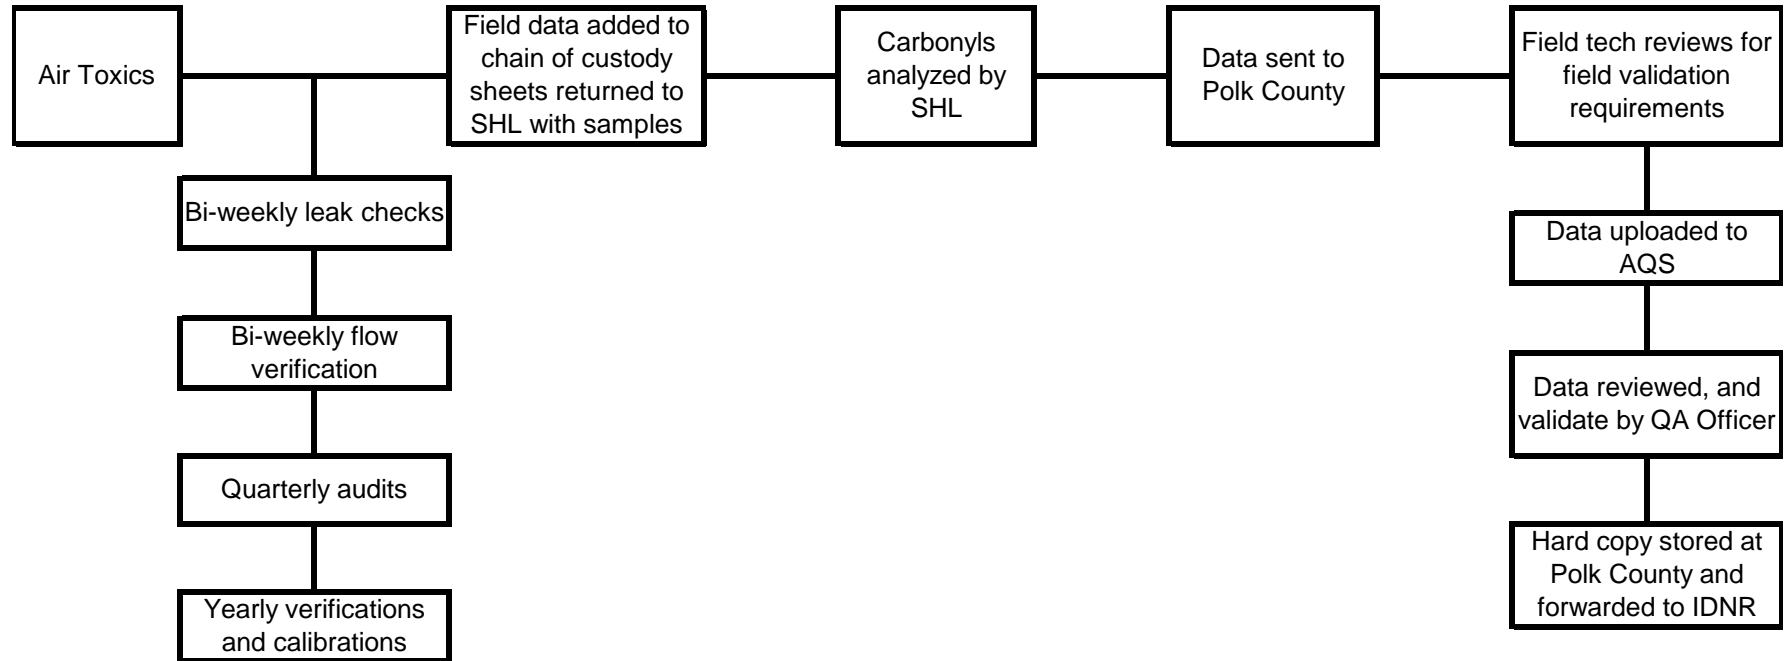 Air Toxics
Field data added to
chain of custody
sheets returned to
SHL with samples
Carbonyls
analyzed by
SHL
Data sent to
Polk County
Field tech reviews for
field validation
requirements
Bi-weekly leak checks
Bi-weekly flow
verification
Quarterly audits
Yearly verifications
and calibrations
Data uploaded to
AQS
Data reviewed, and
validate by QA Officer
Hard copy stored at
Polk County and
forwarded to IDNR